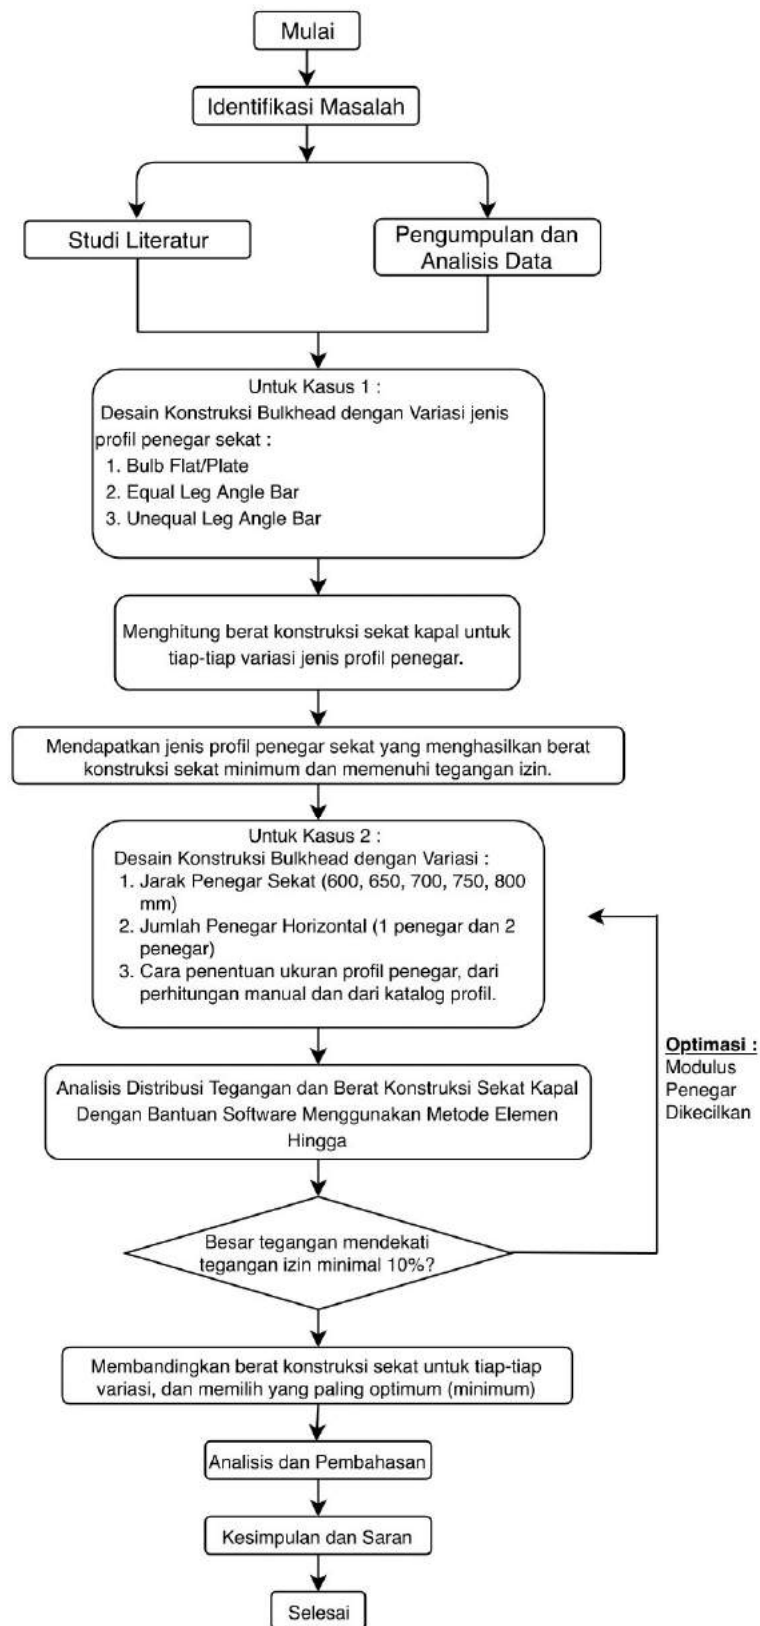 Mulai
Identifikasi Masalah
Studi Literatur
Pengumpulan dan
Analisis Data
Untuk Kasus 1 :
Desain Konstruksi Bulkhead dengan Variasi jenis
profil penegar sekat :
1. Bulb Flat/Plate
2. Equal Leg Angle Bar
3. Unequal Leg Angle Bar
Menghitung berat konstruksi sekat kapal untuk
tiap-tiap variasi jenis profil penegar.
Mendapatkan jenis profil penegar sekat yang menghasilkan berat
konstruksi sekat minimum dan memenuhi tegangan izin.
Untuk Kasus 2 :
Desain Konstruksi Bulkhead dengan Variasi :
1. Jarak Penegar Sekat (600, 650, 700, 750, 800
mm)
2. Jumlah Penegar Horizontal (1 penegar dan 2
penegar)
3. Cara penentuan ukuran profil penegar, dari
perhitungan manual dan dari katalog profil.
Optimasi :
Modulus
Penegar
Dikecilkan
Analisis Distribusi Tegangan dan Berat Konstruksi Sekat Kapal
Dengan Bantuan Software Menggunakan Metode Elemen
Hingga
Besar tegangan mendekati
tegangan izin minimal 10%?
Membandingkan berat konstruksi sekat untuk tiap-tiap
variasi, dan memilih yang paling optimum (minimum)
Analisis dan Pembahasan
Kesimpulan dan Saran
Selesai